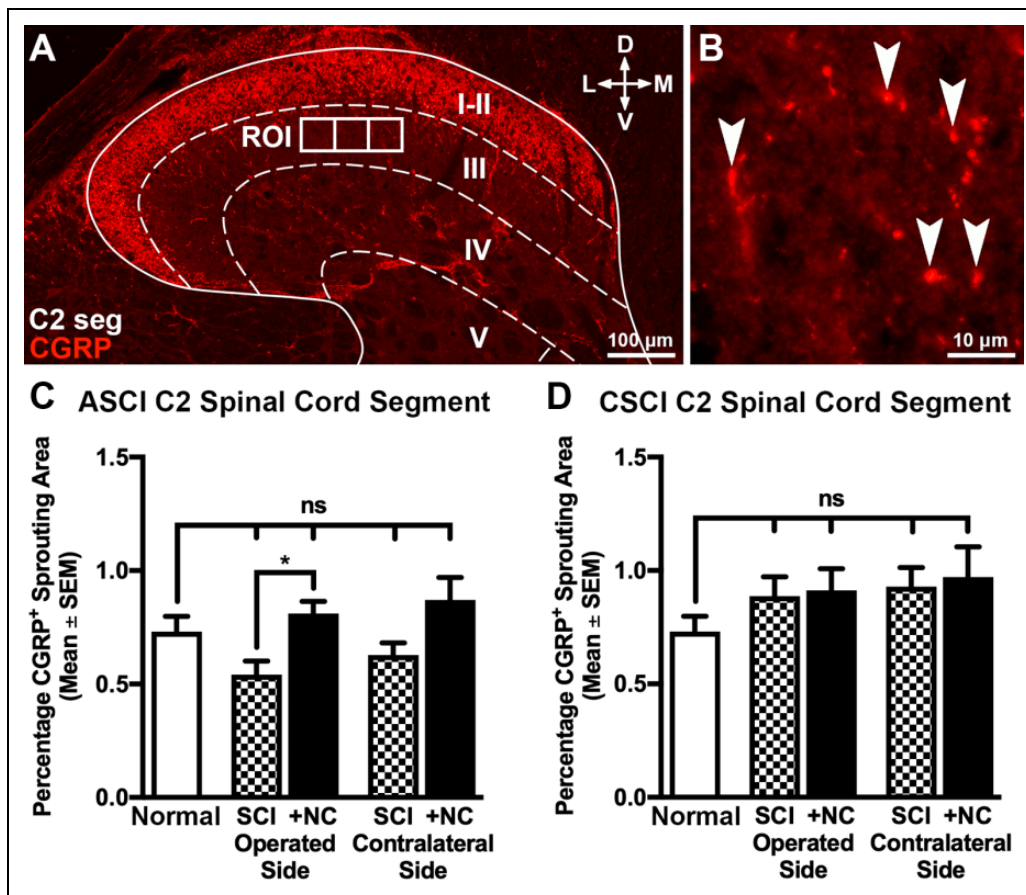 A
D
L M
V
I-II
ROI
III
IV
V
C2 seg
CGRP
100 µm
B
10 µm
C ASCI C2 Spinal Cord Segment
Percentage CGRP+ Sprouting Area
(Mean ± SEM)
1.5
1.0
0.5
0.0
ns
*
Normal SCI +NC SCI +NC
Operated Contralateral
Side Side
D CSCI C2 Spinal Cord Segment
Percentage CGRP+ Sprouting Area
(Mean ± SEM)
1.5
1.0
0.5
0.0
ns
Normal SCI +NC SCI +NC
Operated Contralateral
Side Side